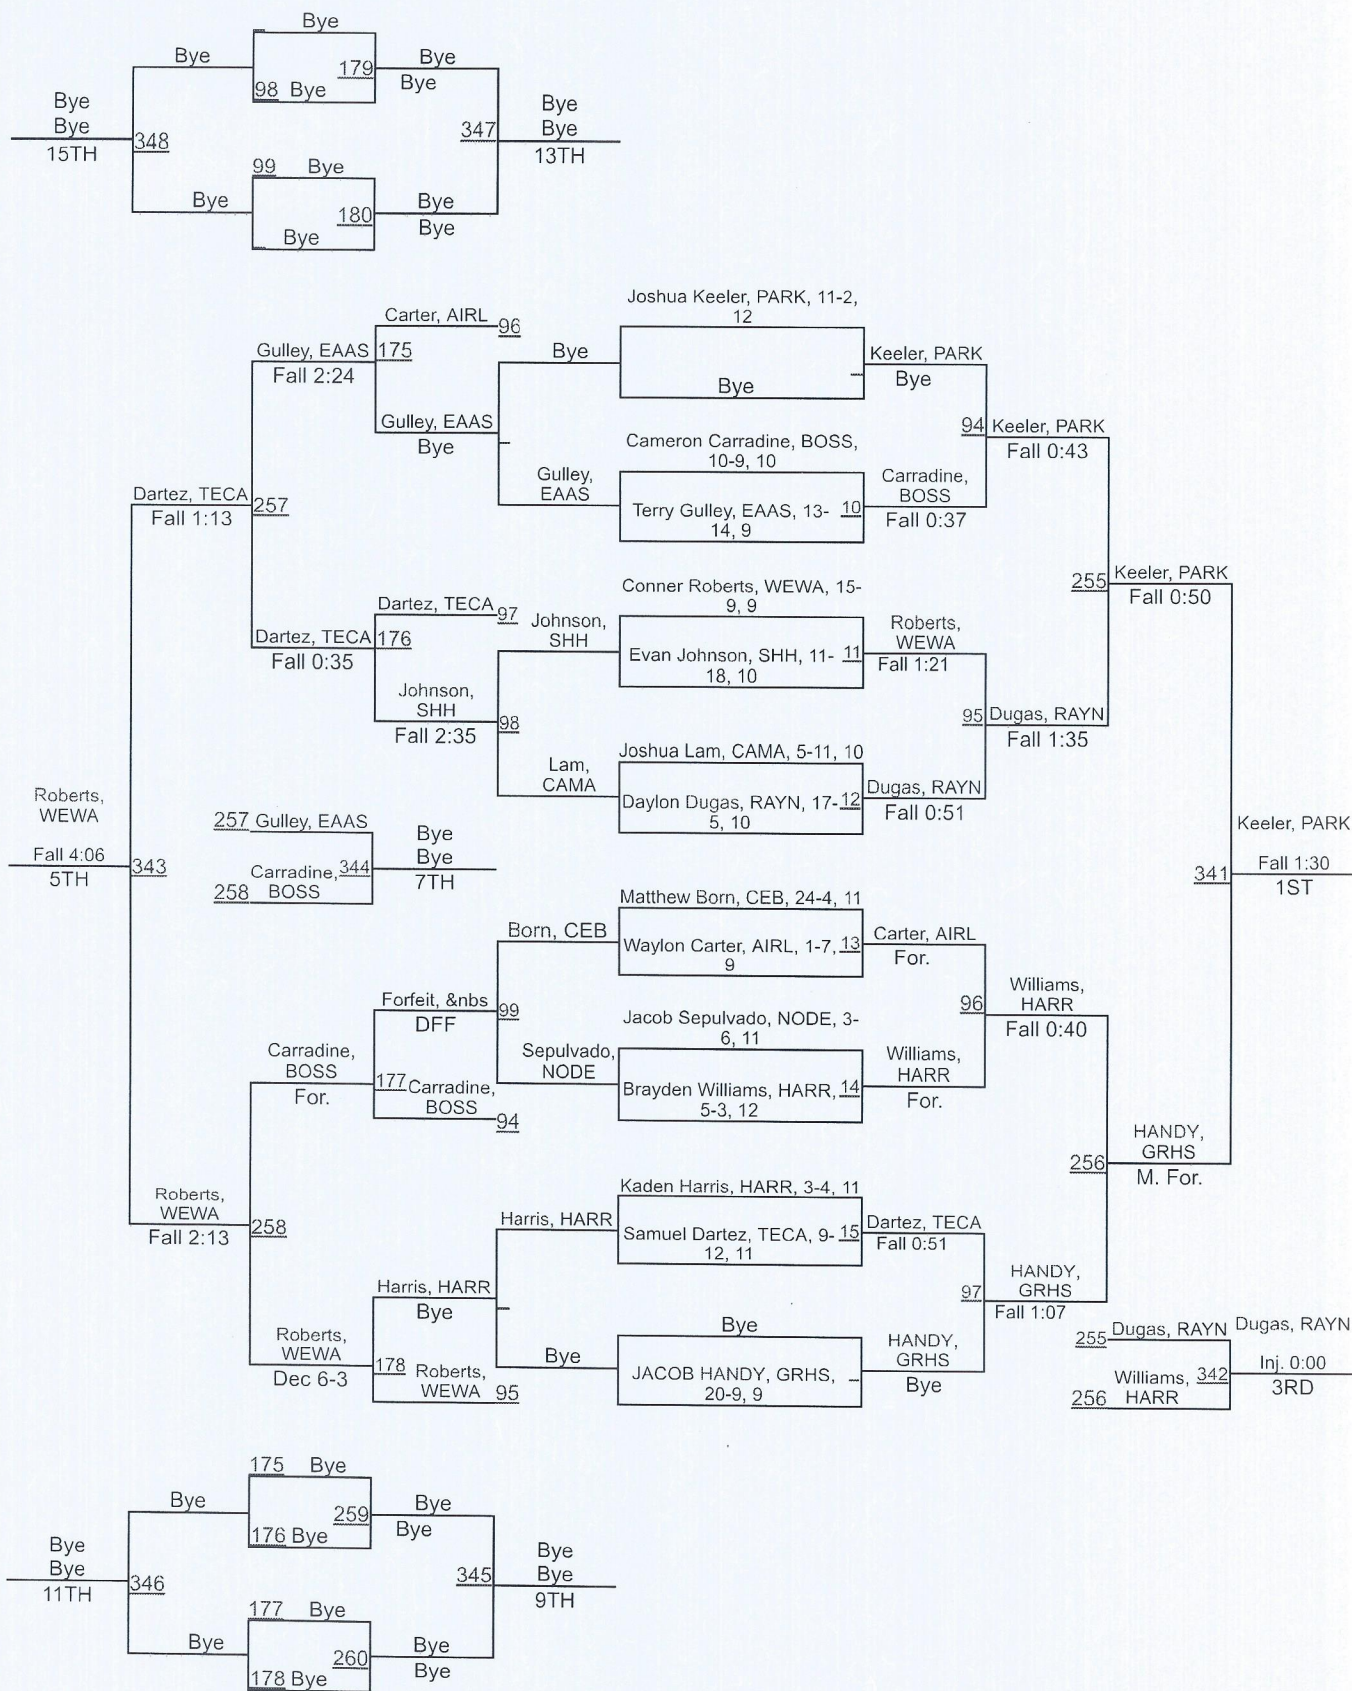 Bye
Bye
179
Bye
98 Bye
Bye
Bye
Bye
348
15TH
347
Bye
Bye
13TH
99 Bye
Bye
180
Bye
Bye
Bye
Joshua Keeler, PARK, 11-2,
12
Carter, AIRL 96
Gulley, EAAS 175
Fall 2:24
Bye
Keeler, PARK
Bye
Bye
Gulley, EAAS
Bye
94 Keeler, PARK
Fall 0:43
Cameron Carradine, BOSS,
10-9, 10
Gulley,
EAAS
Carradine,
BOSS
Terry Gulley, EAAS, 13- 10
14, 9
Fall 0:37
Dartez, TECA 257
Fall 1:13
Conner Roberts, WEWA, 15-
9, 9
255 Keeler, PARK
Fall 0:50
Dartez, TECA 97
Johnson,
SHH
Roberts,
WEWA
Dartez, TECA 176
Fall 0:35
Evan Johnson, SHH, 11- 11
18, 10
Fall 1:21
Johnson,
SHH
Fall 2:35
98
95 Dugas, RAYN
Fall 1:35
Joshua Lam, CAMA, 5-11, 10
Lam,
CAMA
Dugas, RAYN
Daylon Dugas, RAYN, 17- 12
5, 10
Fall 0:51
Roberts,
WEWA
Fall 4:06
5TH
343
257 Gulley, EAAS
Carradine, 344
258 BOSS
Bye
Bye
7TH
Keeler, PARK
341 Fall 1:30
1ST
Matthew Born, CEB, 24-4, 11
Born, CEB
Waylon Carter, AIRL, 1-7, 13
9
Carter, AIRL
For.
Forfeit, &nbs 99
DFF
Williams,
HARR
96
Fall 0:40
Jacob Sepulvado, NODE, 3-
6, 11
Carradine,
BOSS
For.
Sepulvado,
NODE
Williams,
HARR
177 Carradine,
BOSS
94
Brayden Williams, HARR, 14
5-3, 12
For.
256 HANDY,
GRHS
M. For.
Roberts,
WEWA
Fall 2:13
258
Kaden Harris, HARR, 3-4, 11
Harris, HARR
Samuel Dartez, TECA, 9- 15
12, 11
Dartez, TECA
Fall 0:51
Harris, HARR
Bye
97 HANDY,
GRHS
Fall 1:07
Bye
Roberts,
WEWA
Dec 6-3
178 Roberts,
WEWA 95
Bye
JACOB HANDY, GRHS,
20-9, 9
HANDY,
GRHS
Bye
255 Dugas, RAYN
Williams, 342
256 HARR
Dugas, RAYN
Inj. 0:00
3RD
175 Bye
Bye
259
176 Bye
Bye
Bye
Bye
Bye
346
11TH
345
Bye
Bye
9TH
177 Bye
Bye
260
178 Bye
Bye
Bye